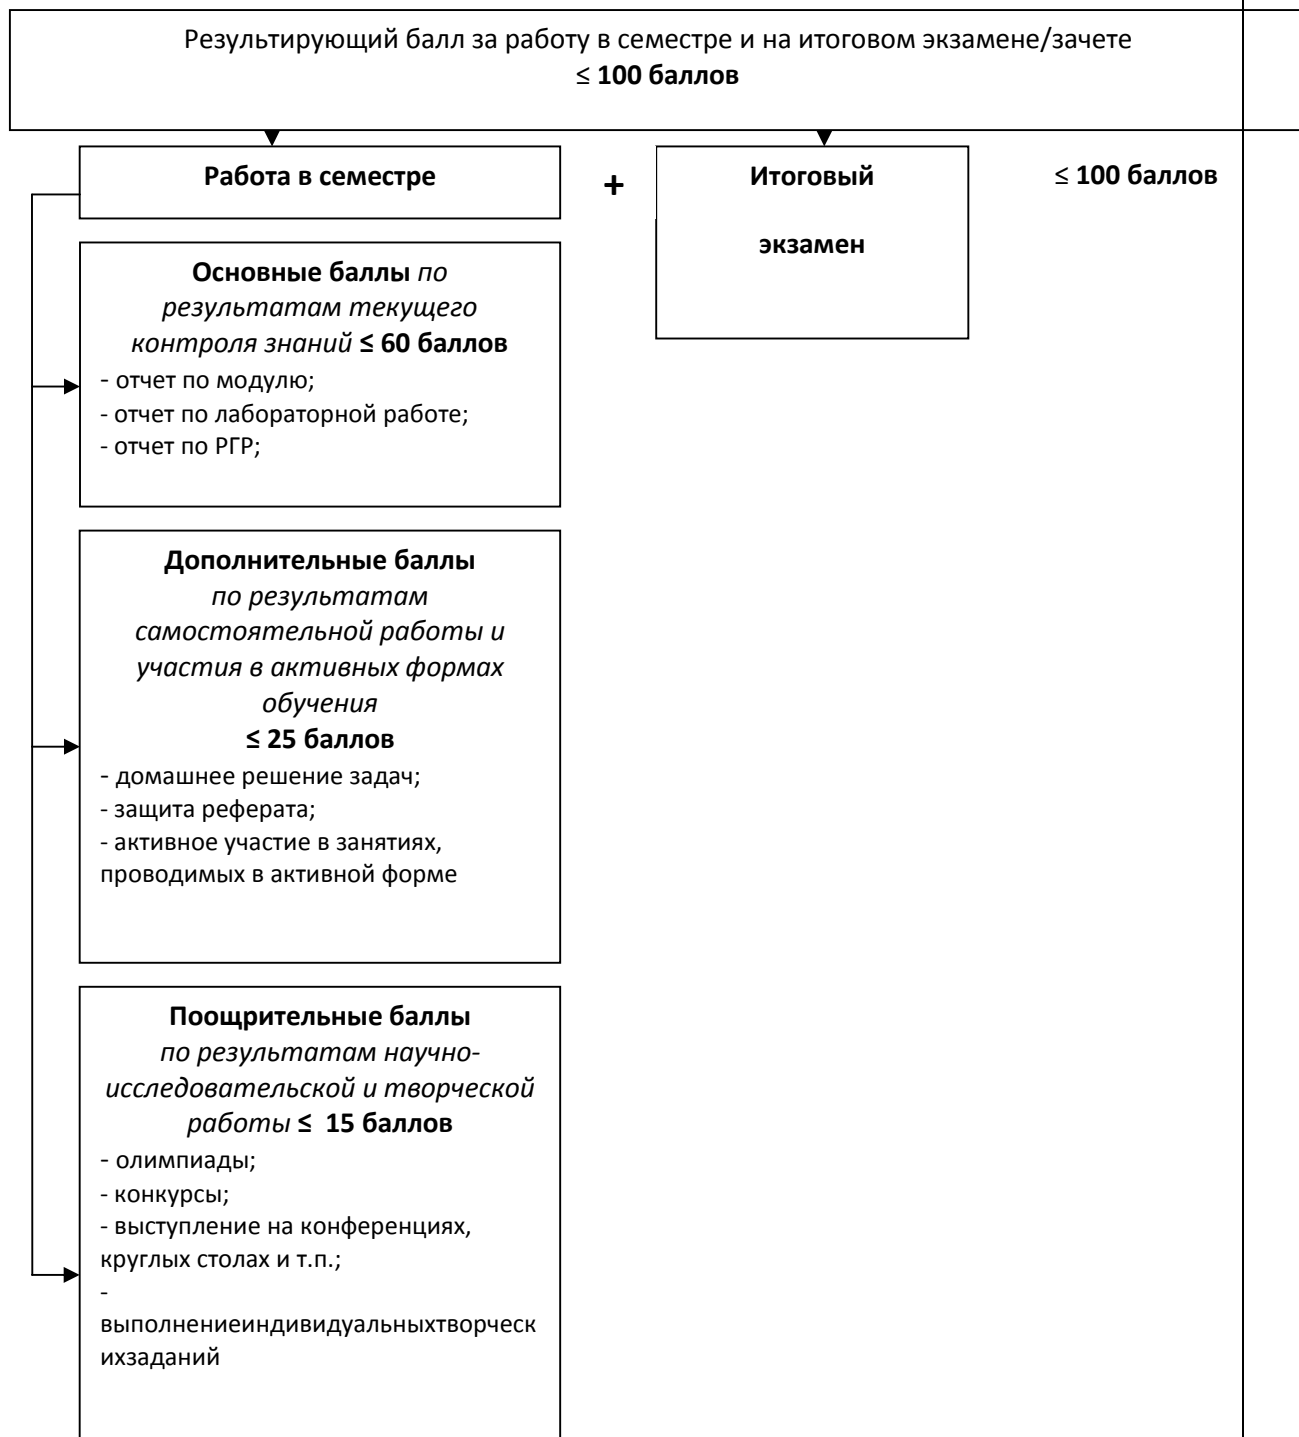 Результирующий балл за работу в семестре и на итоговом экзамене/зачете
≤ 100 баллов
Работа в семестре
+
Итоговый
экзамен
≤ 100 баллов
Основные баллы по
результатам текущего
контроля знаний ≤ 60 баллов
- отчет по модулю;
- отчет по лабораторной работе;
- отчет по РГР;
Дополнительные баллы
по результатам
самостоятельной работы и
участия в активных формах
обучения
≤ 25 баллов
- домашнее решение задач;
- защита реферата;
- активное участие в занятиях,
проводимых в активной форме
Поощрительные баллы
по результатам научно-
исследовательской и творческой
работы ≤ 15 баллов
- олимпиады;
- конкурсы;
- выступление на конференциях,
круглых столах и т.п.;
-
выполнениеиндивидуальныхтворческ
ихзаданий